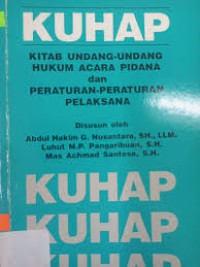 KUHAP
KITAB UNDANG-UNDANG
HUKUM ACARA PIDANA
dan
PERATURAN-PERATURAN
PELAKSANA
Disusun oleh
Abdul Hakim G. Nusantara, SH., LLM.
Luhut M.P. Pangaribuan, S.H.
Mas Achmad Santosa, S.H.
KUHAP
KUHAP
KUHAP